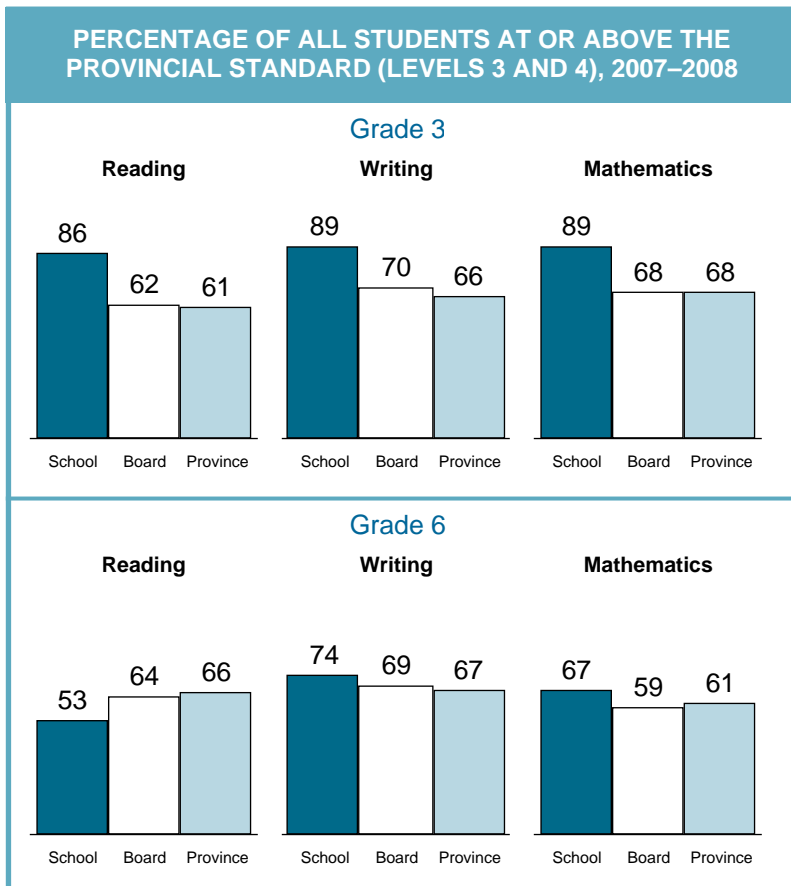 PERCENTAGE OF ALL STUDENTS AT OR ABOVE THE
PROVINCIAL STANDARD (LEVELS 3 AND 4), 2007–2008
Grade 3
Reading Writing Mathematics
86 62 61 89 70 66 89 68 68
School Board Province School Board Province School Board Province
Grade 6
Reading Writing Mathematics
53 64 66 74 69 67 67 59 61
School Board Province School Board Province School Board Province